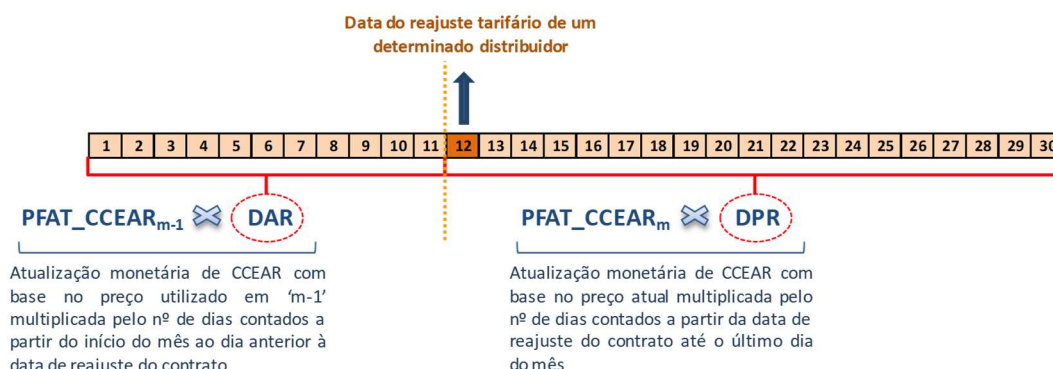 Data do reajuste tarifário de um
determinado distribuidor
1 2 3 4 5 6 7 8 9 10 11 12 13 14 15 16 17 18 19 20 21 22 23 24 25 26 27 28 29 30
PFAT_CCEARm-1 DAR
Atualização monetária de CCEAR com
base no preço utilizado em ‘m-1’
multiplicada pelo nº de dias contados a
partir do início do mês ao dia anterior à
data de reajuste do contrato
PFAT_CCEARm DPR
Atualização monetária de CCEAR com
base no preço atual multiplicada pelo
nº de dias contados a partir da data de
reajuste do contrato até o último dia
do mês